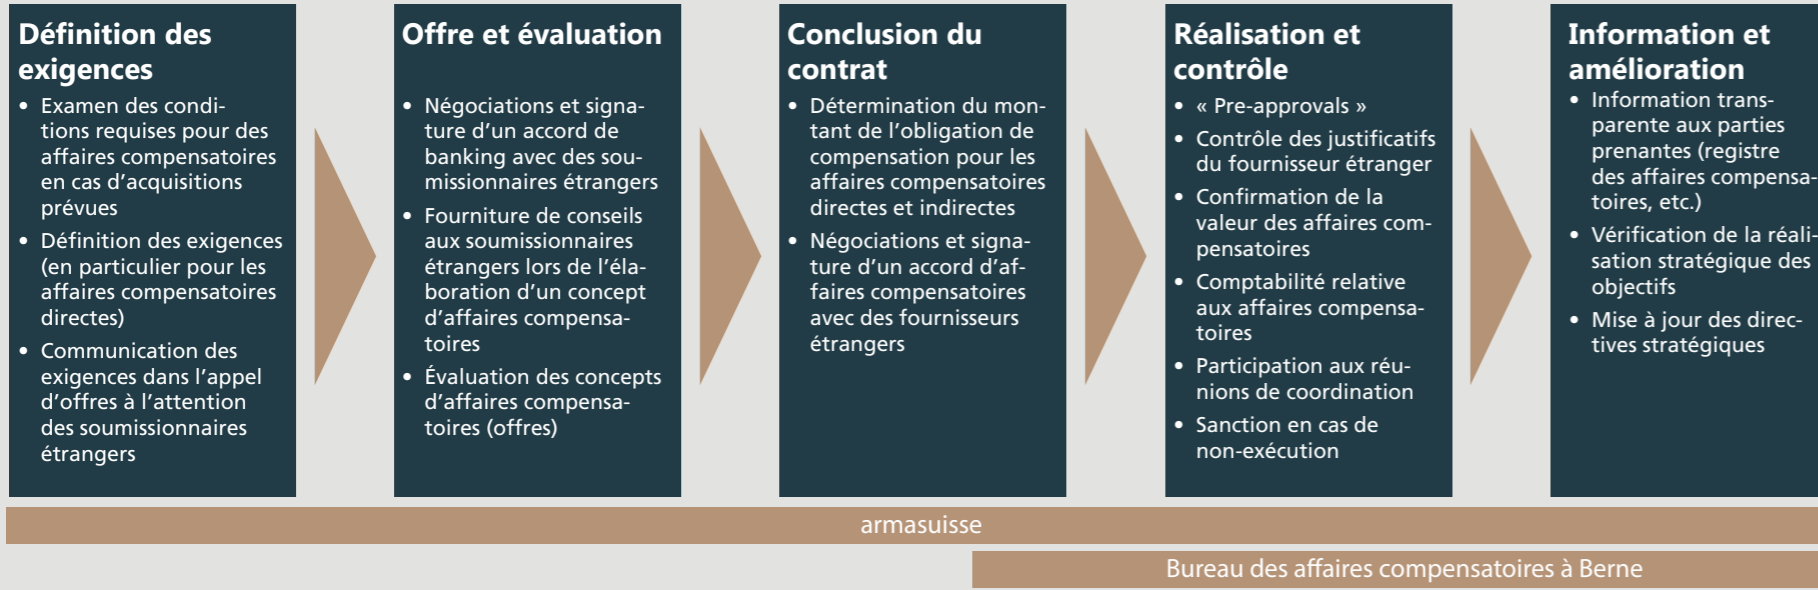 Définition des
exigences
• Examen des condi-
tions requises pour des
affaires compensatoires
en cas d’acquisitions
prévues
• Définition des exigences
(en particulier pour les
affaires compensatoires
directes)
• Communication des
exigences dans l’appel
d’offres à l’attention
des soumissionnaires
étrangers
Offre et évaluation
• Négociations et signa-
ture d’un accord de
banking avec des sou-
missionnaires étrangers
• Fourniture de conseils
aux soumissionnaires
étrangers lors de l’éla-
boration d’un concept
d’affaires compensa-
toires
• Évaluation des concepts
d’affaires compensa-
toires (offres)
Conclusion du
contrat
• Détermination du mon-
tant de l’obligation de
compensation pour les
affaires compensatoires
directes et indirectes
• Négociations et signa-
ture d’un accord d’af-
faires compensatoires
avec des fournisseurs
étrangers
Réalisation et
contrôle
• « Pre-approvals »
• Contrôle des justificatifs
du fournisseur étranger
• Confirmation de la
valeur des affaires com-
pensatoires
• Comptabilité relative
aux affaires compensa-
toires
• Participation aux réu-
nions de coordination
• Sanction en cas de
non-exécution
Information et
amélioration
• Information trans-
parente aux parties
prenantes (registre
des affaires compensa-
toires, etc.)
• Vérification de la réali-
sation stratégique des
objectifs
• Mise à jour des direc-
tives stratégiques
armasuisse
Bureau des affaires compensatoires à Berne